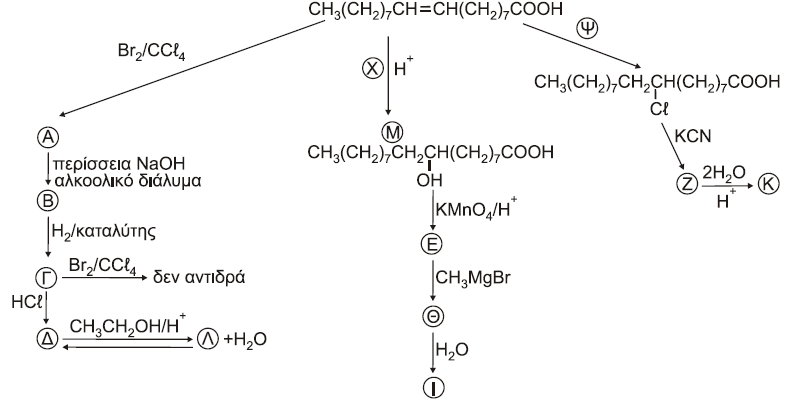 CH₃(CH₂)₇CH=CH(CH₂)₇COOH
Br₂/CCℓ₄
Χ
H⁺
Ψ
CH₃(CH₂)₇CH₂CH(CH₂)₇COOH
Cℓ
KCN
Ζ
2H₂O
H⁺
Κ
Α
περίσσεια NaOH
αλκοολικό διάλυμα
Β
H₂/καταλύτης
Γ
Br₂/CCℓ₄
δεν αντιδρά
HCℓ
Δ
CH₃CH₂OH/H⁺
Λ +H₂O
Μ
CH₃(CH₂)₇CH₂CH(CH₂)₇COOH
OH
KMnO₄/H⁺
Ε
CH₃MgBr
Θ
H₂O
Ι